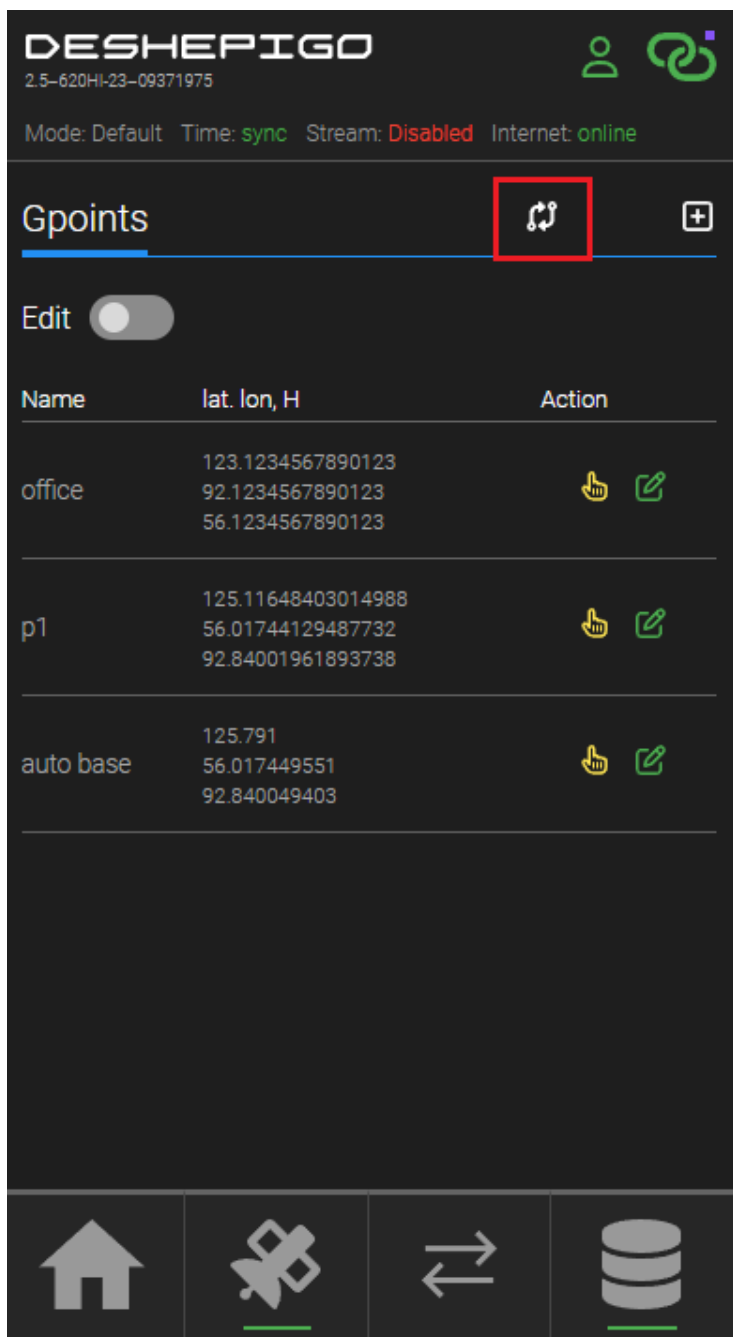 DESHEPIGO
2.5–620HI-23–09371975
Mode: Default Time: sync Stream: Disabled Internet: online
Gpoints
Edit
Name lat. lon, H Action
office
123.1234567890123
92.1234567890123
56.1234567890123
p1
125.11648403014988
56.01744129487732
92.84001961893738
auto base
125.791
56.017449551
92.840049403